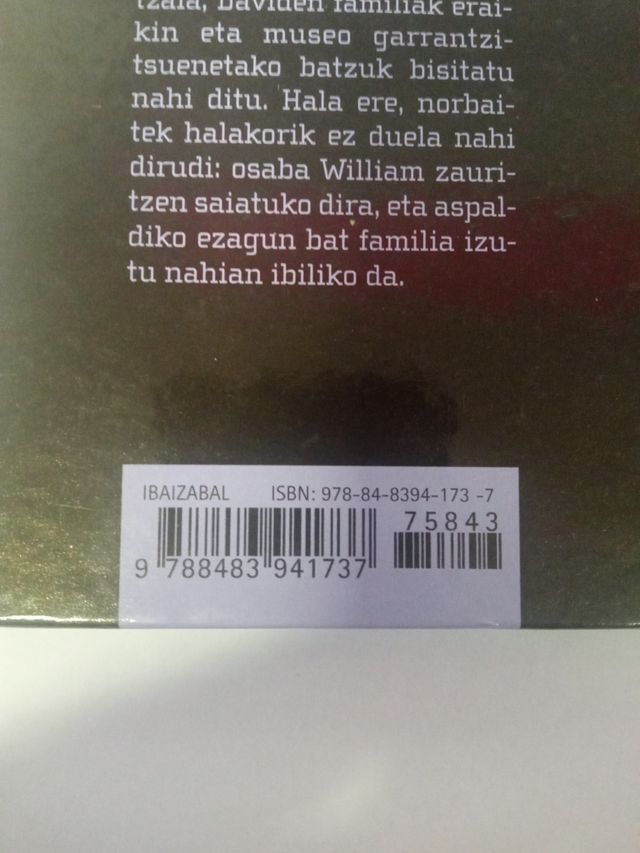 tzala, Daviden familiak erai-
kin eta museo garrantzi-
tsuenetako batzuk bisitatu
nahi ditu. Hala ere, norbai-
tek halakorik ez duela nahi
dirudi: osaba William zauri-
tzen saiatuko dira, eta aspal-
diko ezagun bat familia izu-
tu nahian ibiliko da.
IBAIZABAL ISBN: 978-84-8394-173 -7
75843
9 788483 941737